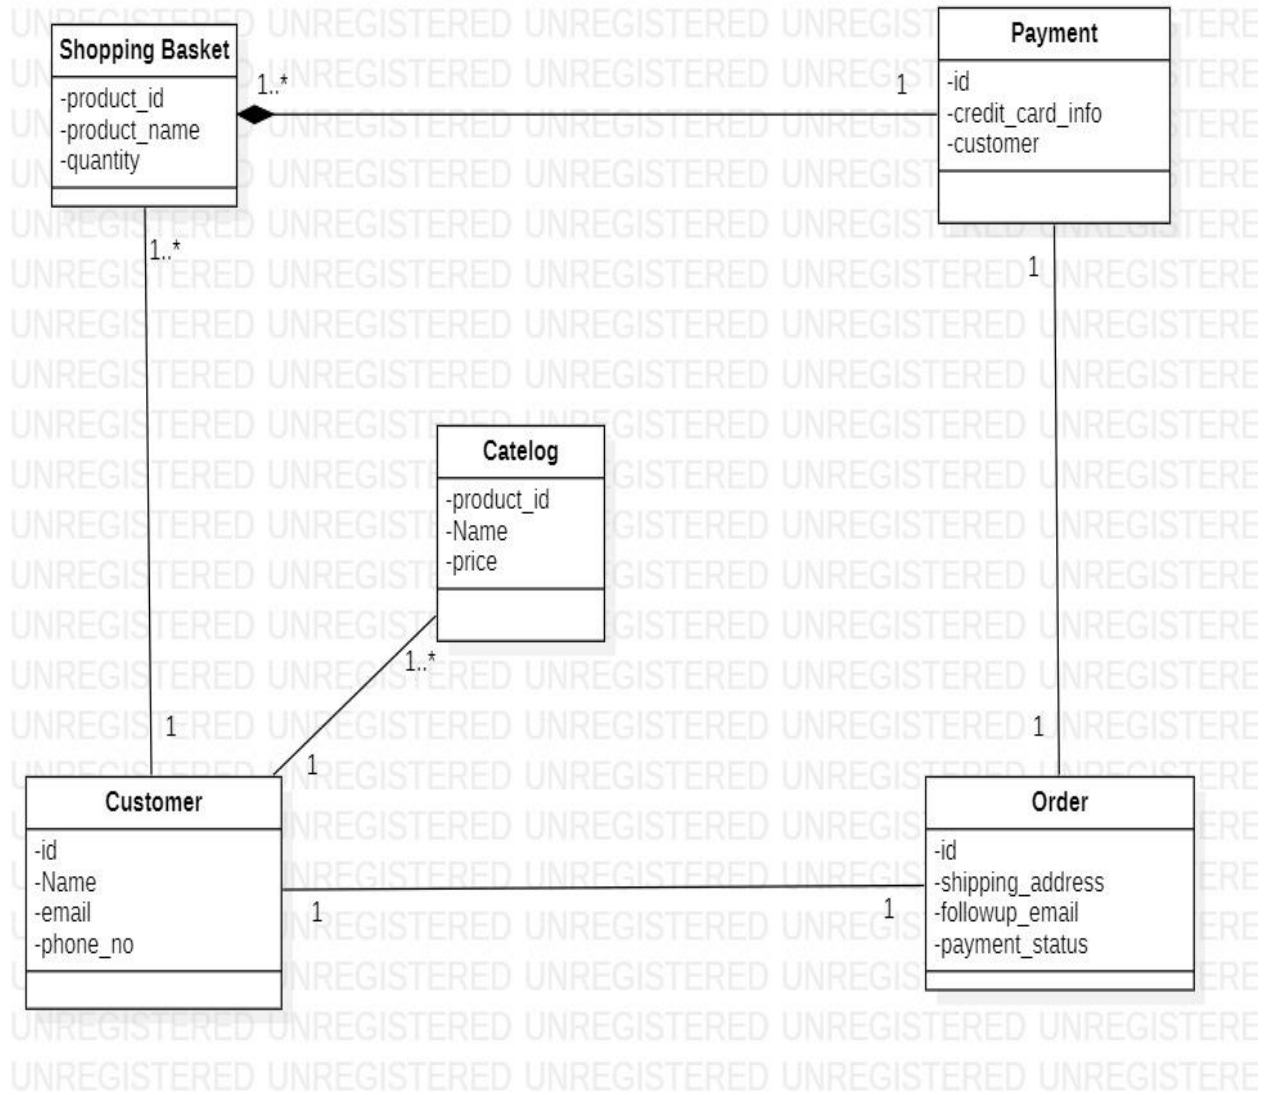 Shopping Basket
-product_id
-product_name
-quantity
1..*
1
Payment
-id
-credit_card_info
-customer
1..*
1
Catelog
-product_id
-Name
-price
1..*
1
1
1
Customer
-id
-Name
-email
-phone_no
1
1
Order
-id
-shipping_address
-followup_email
-payment_status
UNREGISTERED